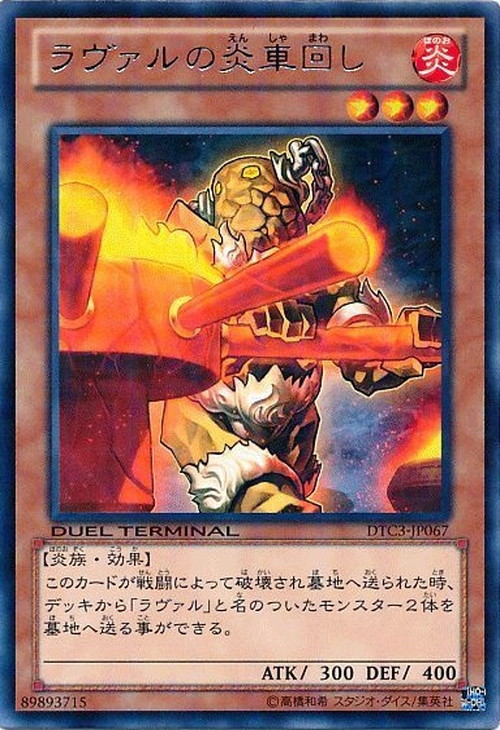 ラヴァルの炎車回し
炎
DUEL TERMINAL
DTC3-JP067
【炎族・効果】
このカードが戦闘によって破壊され墓地へ送られた時、
デッキから「ラヴァル」と名のついたモンスター2体を
墓地へ送る事ができる。
ATK/ 300 DEF/ 400
89893715
©高橋和希 スタジオ・ダイス/集英社